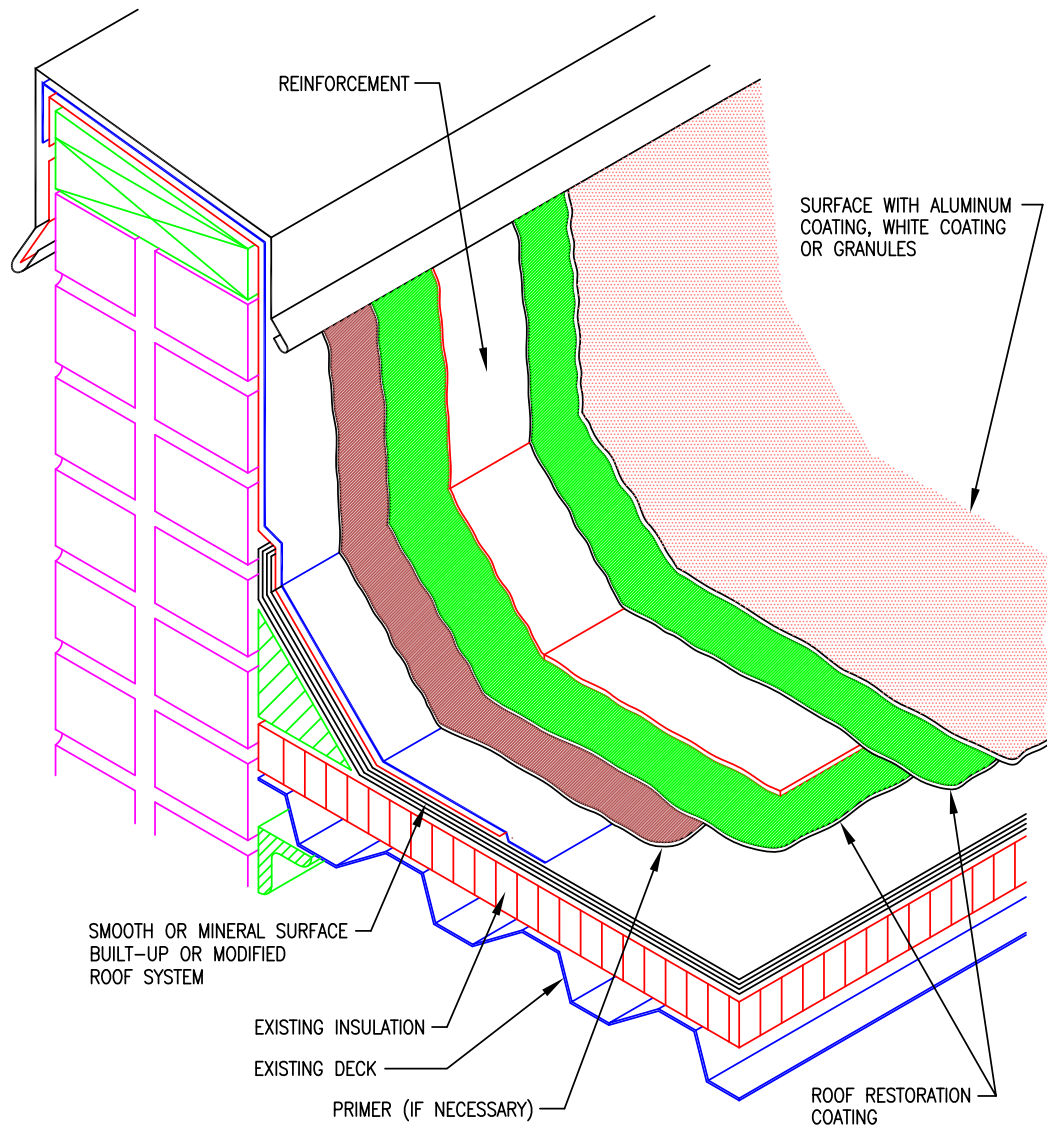 REINFORCEMENT
SURFACE WITH ALUMINUM
COATING, WHITE COATING
OR GRANULES
SMOOTH OR MINERAL SURFACE
BUILT-UP OR MODIFIED
ROOF SYSTEM
EXISTING INSULATION
EXISTING DECK
PRIMER (IF NECESSARY)
ROOF RESTORATION
COATING